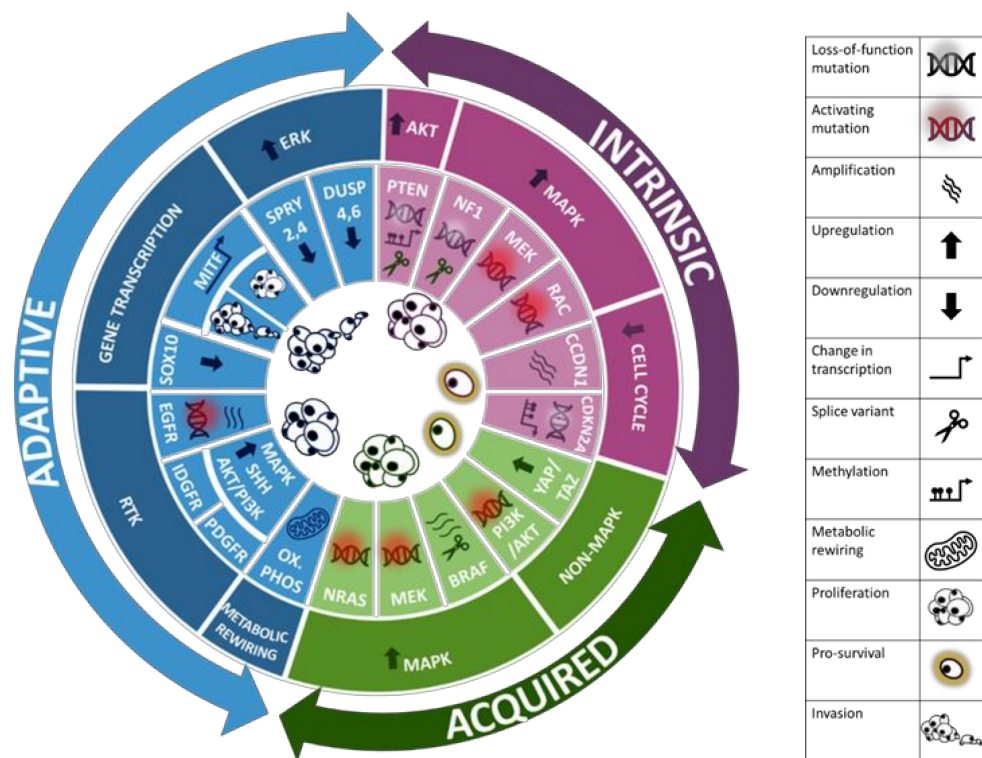 ADAPTIVE
INTRINSIC
ACQUIRED
GENE TRANSCRIPTION
ERK
AKT
MAPK
CELL CYCLE
NON-MAPK
MAPK
METABOLIC
REWIRING
RTK
MITF
SPRY
2,4
DUSP
4,6
PTEN
NF1
MEK
RAC
CCDN1
CDKN2A
YAP/
TAZ
PI3K
/AKT
BRAF
MEK
NRAS
OX.
PHOS
PDGFR
IDGFR
AKT/PI3K
SHH
MAPK
EGFR
SOX10
Loss-of-function
mutation
Activating
mutation
Amplification
Upregulation
Downregulation
Change in
transcription
Splice variant
Methylation
Metabolic
rewiring
Proliferation
Pro-survival
Invasion